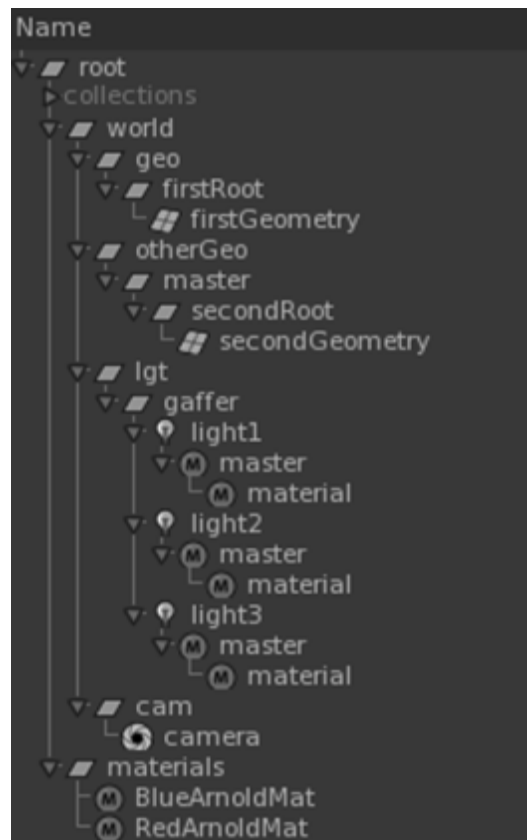 Name
root
collections
world
geo
firstRoot
firstGeometry
otherGeo
master
secondRoot
secondGeometry
lgt
gaffer
light1
master
material
light2
master
material
light3
master
material
cam
camera
materials
BlueArnoldMat
RedArnoldMat